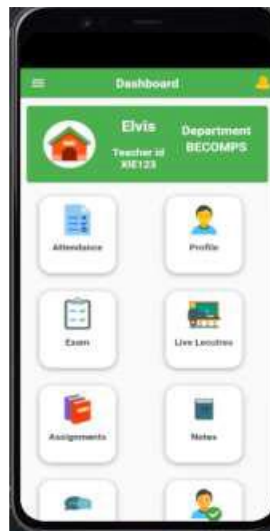 Dashboard
Elvis
Department
BECOMPS
Teacher id
XIE123
Attendance
Profile
Exam
Live Lecutres
Assignments
Notes